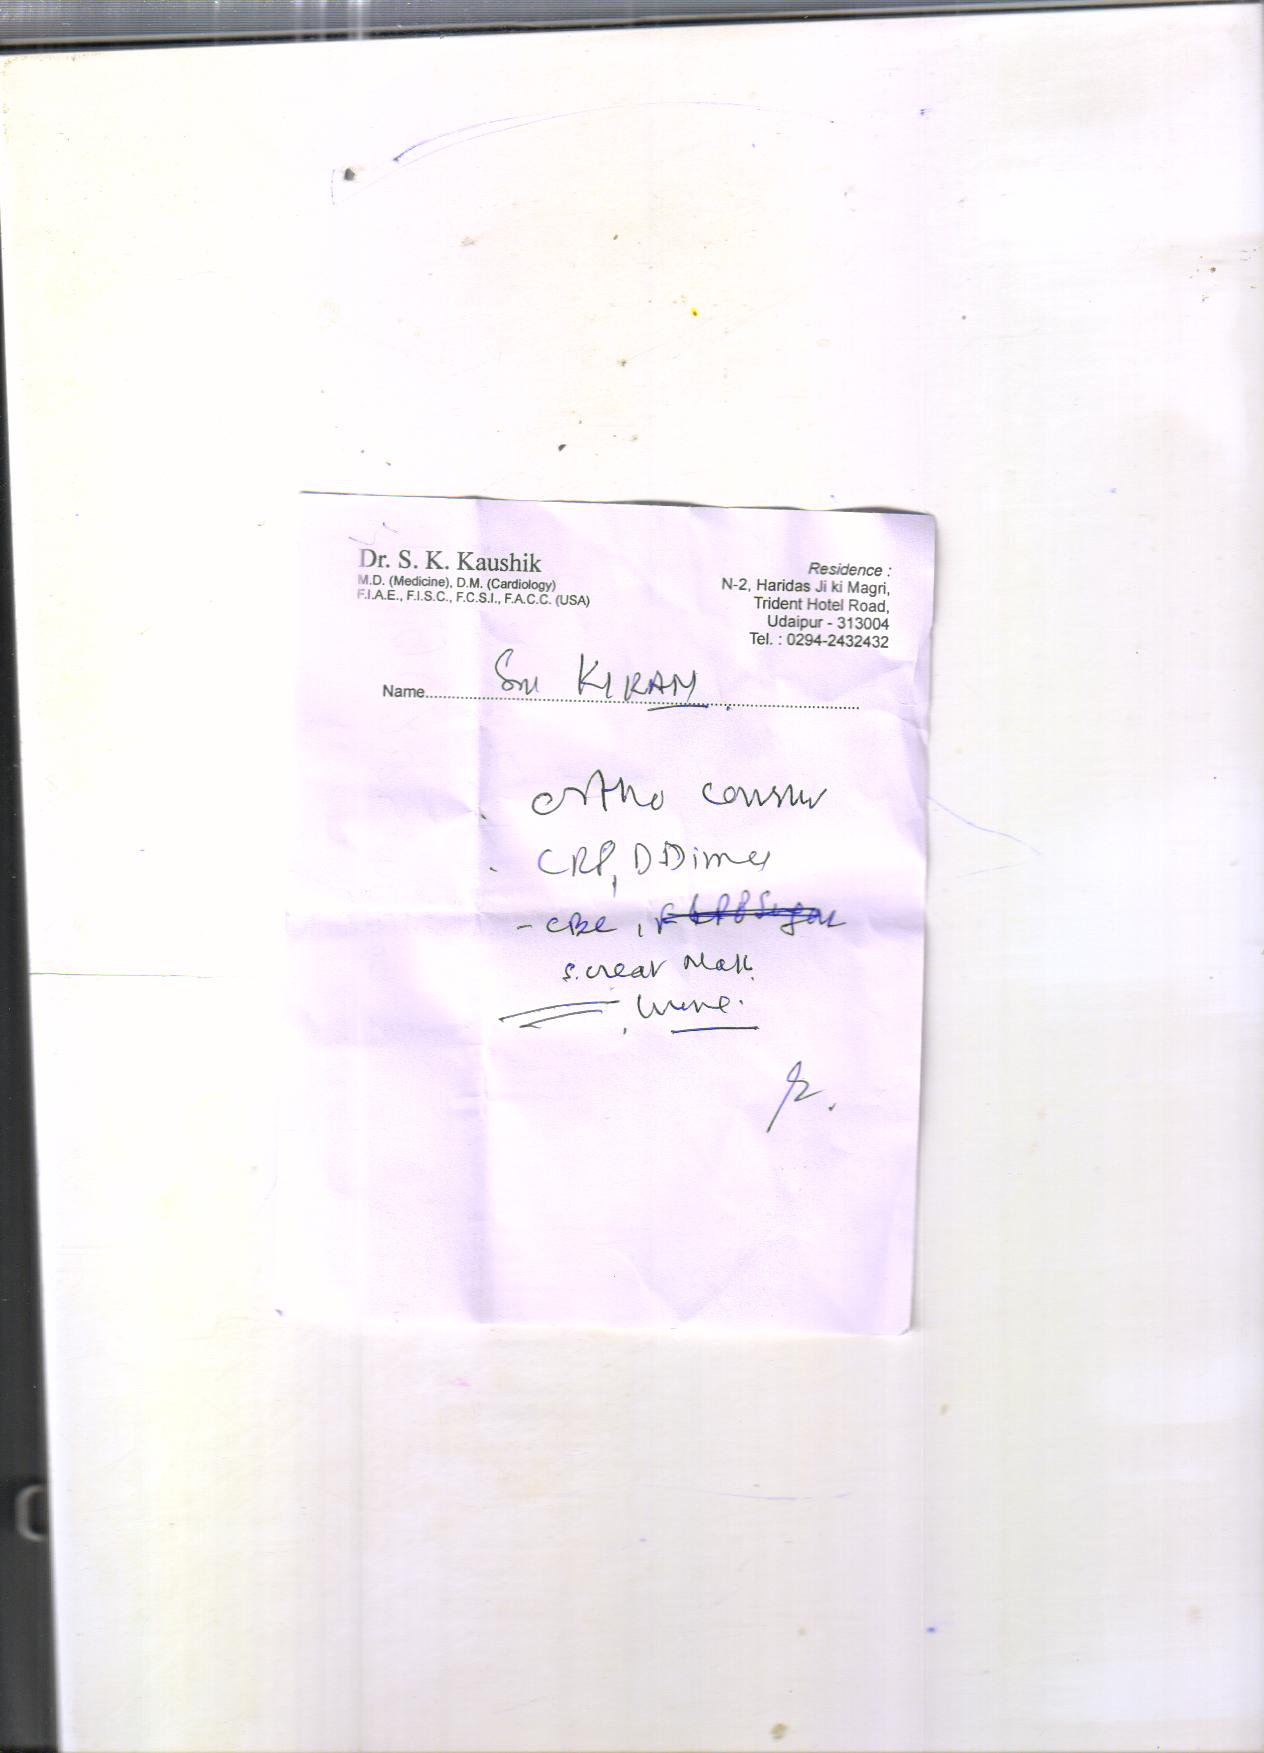 Dr. S. K. Kaushik
M.D. (Medicine), D.M. (Cardiology)
F.I.A.E., F.I.S.C., F.C.S.I., F.A.C.C. (USA)
Residence :
N-2, Haridas Ji ki Magri,
Trident Hotel Road,
Udaipur - 313004
Tel. : 0294-2432432
Name KIRAN
ortho
CRP, D Dimer
- CBC, Sugar
S. creat
Urine.